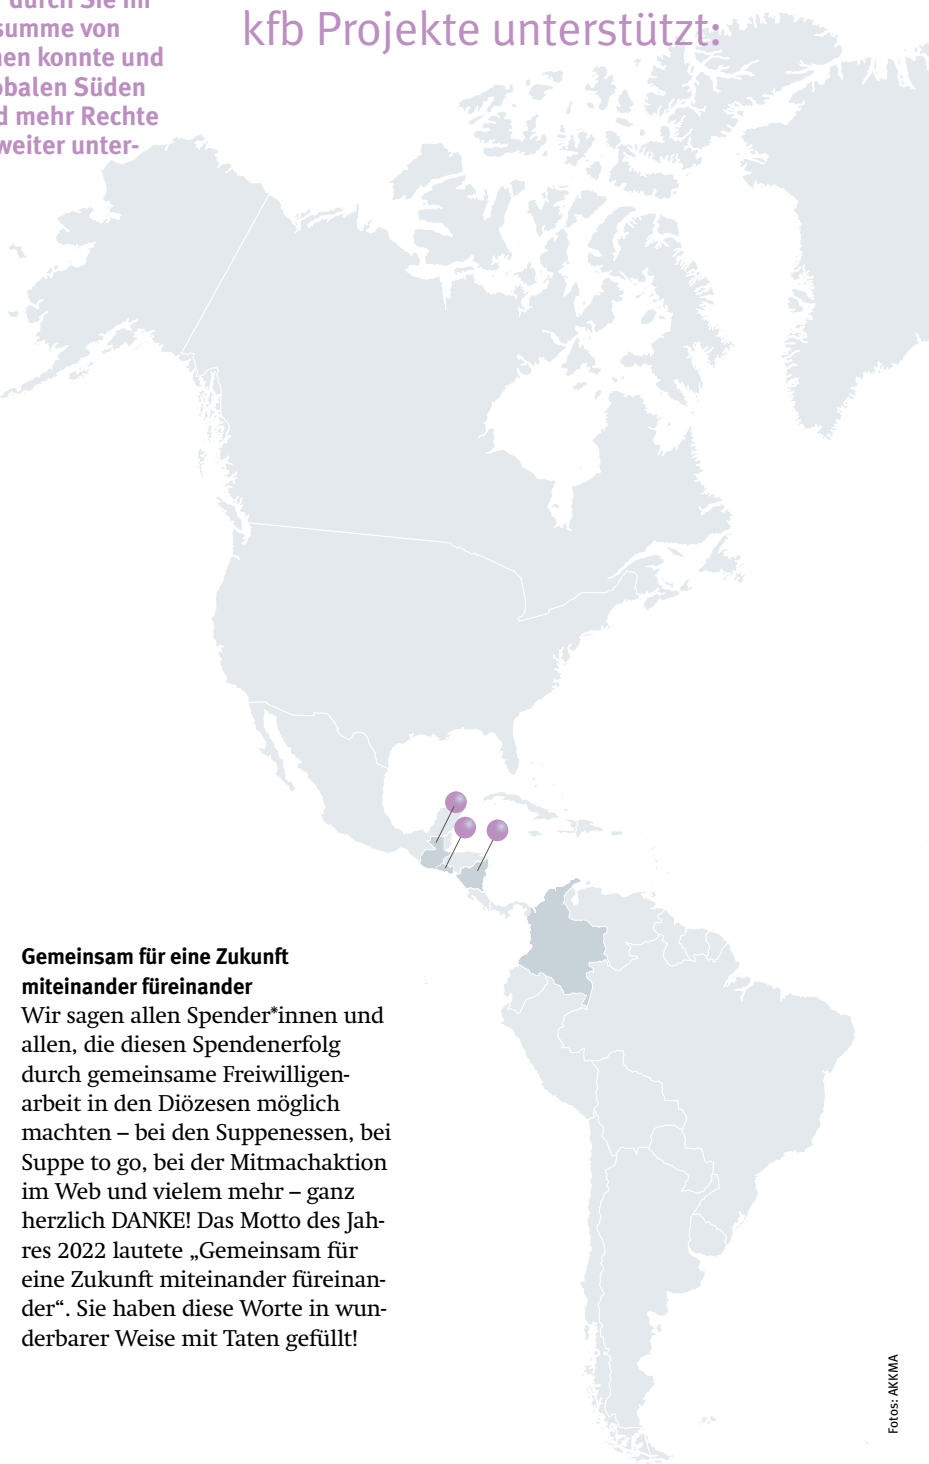 durch Sie im
summe von
konnte und
Süden
mehr Rechte
weiter unter-
kfb Projekte unterstützt:
Gemeinsam für eine Zukunft
miteinander füreinander
Wir sagen allen Spender*innen und
allen, die diesen Spendenerfolg
durch gemeinsame Freiwilligen-
arbeit in den Diözesen möglich
machten – bei den Suppenessen, bei
Suppe to go, bei der Mitmachaktion
im Web und vielem mehr – ganz
herzlich DANKE! Das Motto des Jah-
res 2022 lautete „Gemeinsam für
eine Zukunft miteinander füreinan-
der“. Sie haben diese Worte in wun-
derbarer Weise mit Taten gefüllt!
Fotos: AKKMA